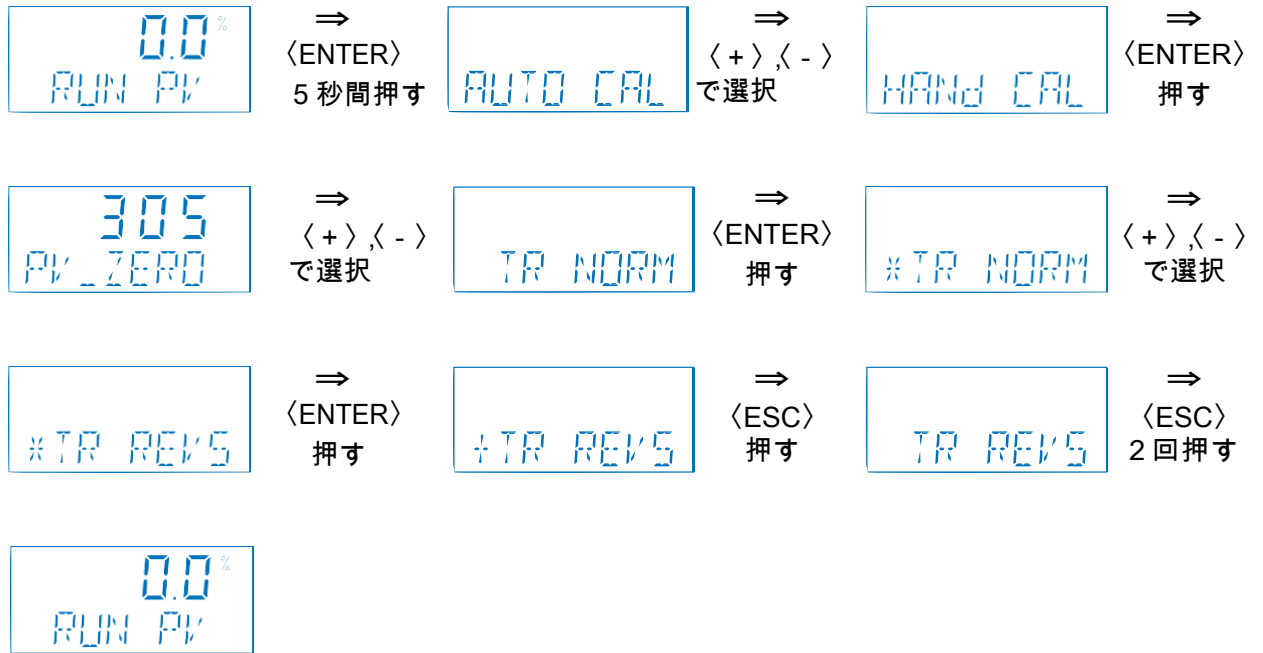 0.0%
RUN PV
⇒
〈ENTER〉
5 秒間押す
AUTO CAL
⇒
〈 + 〉,〈 - 〉
で選択
HANd CAL
⇒
〈ENTER〉
押す
305
PV_ZERO
⇒
〈 + 〉,〈 - 〉
で選択
TR NORM
⇒
〈ENTER〉
押す
*TR NORM
⇒
〈 + 〉,〈 - 〉
で選択
*TR REVS
⇒
〈ENTER〉
押す
+TR REVS
⇒
〈ESC〉
押す
TR REVS
⇒
〈ESC〉
2 回押す
0.0%
RUN PV